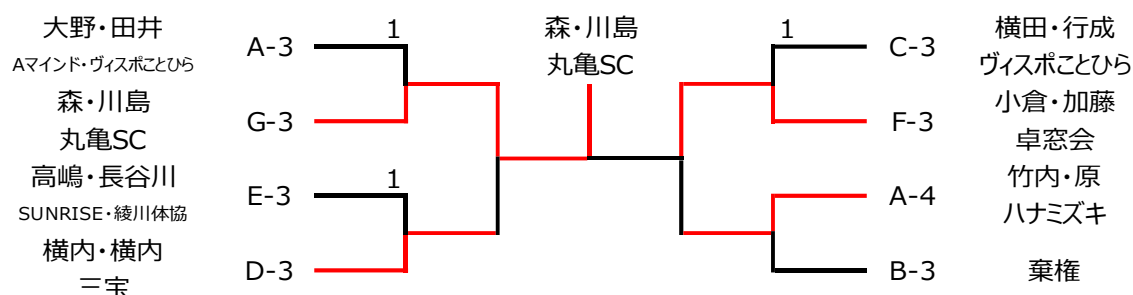 大野・田井
Aマインド・ヴィスポことひら
A-3
1
森・川島
丸亀SC
G-3
高嶋・長谷川
SUNRISE・綾川体協
E-3
1
横内・横内
三宝
D-3
森・川島
丸亀SC
1
C-3
横田・行成
ヴィスポことひら
F-3
小倉・加藤
卓窓会
A-4
竹内・原
ハナミズキ
B-3
棄権